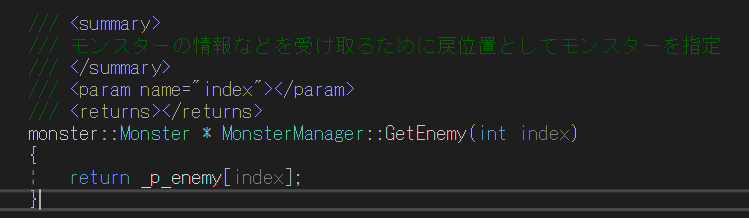 /// <summary>
/// モンスターの情報などを受け取るために戻位置としてモンスターを指定
/// </summary>
/// <param name="index"></param>
/// <returns></returns>
monster::Monster * MonsterManager::GetEnemy(int index)
{
return _p_enemy[index];
}